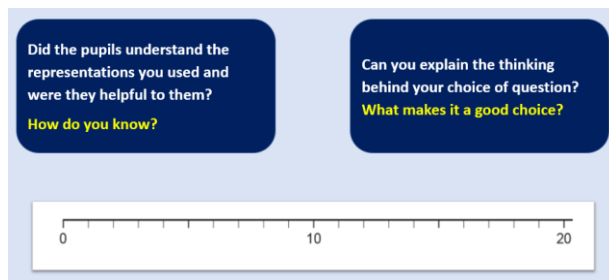 Did the pupils understand the
representations you used and
were they helpful to them?
How do you know?
Can you explain the thinking
behind your choice of question?
What makes it a good choice?
0 10 20